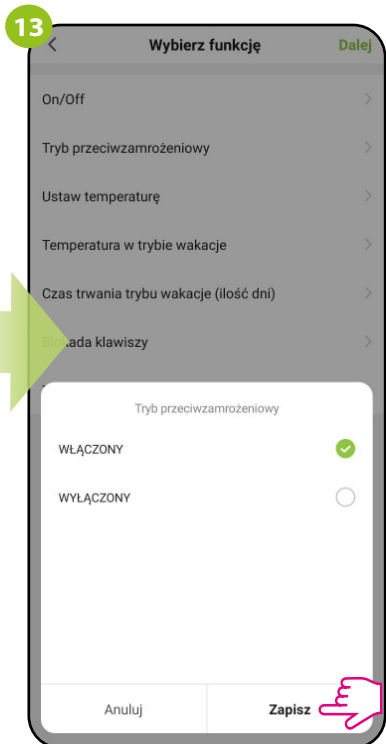 13
Wybierz funkcję
Dalej
On/Off
Tryb przeciwzamrożeniowy
Ustaw temperaturę
Temperatura w trybie wakacje
Czas trwania trybu wakacje (ilość dni)
Blokada klawiszy
Tryb przeciwzamrożeniowy
WŁĄCZONY
WYŁĄCZONY
Anuluj
Zapisz